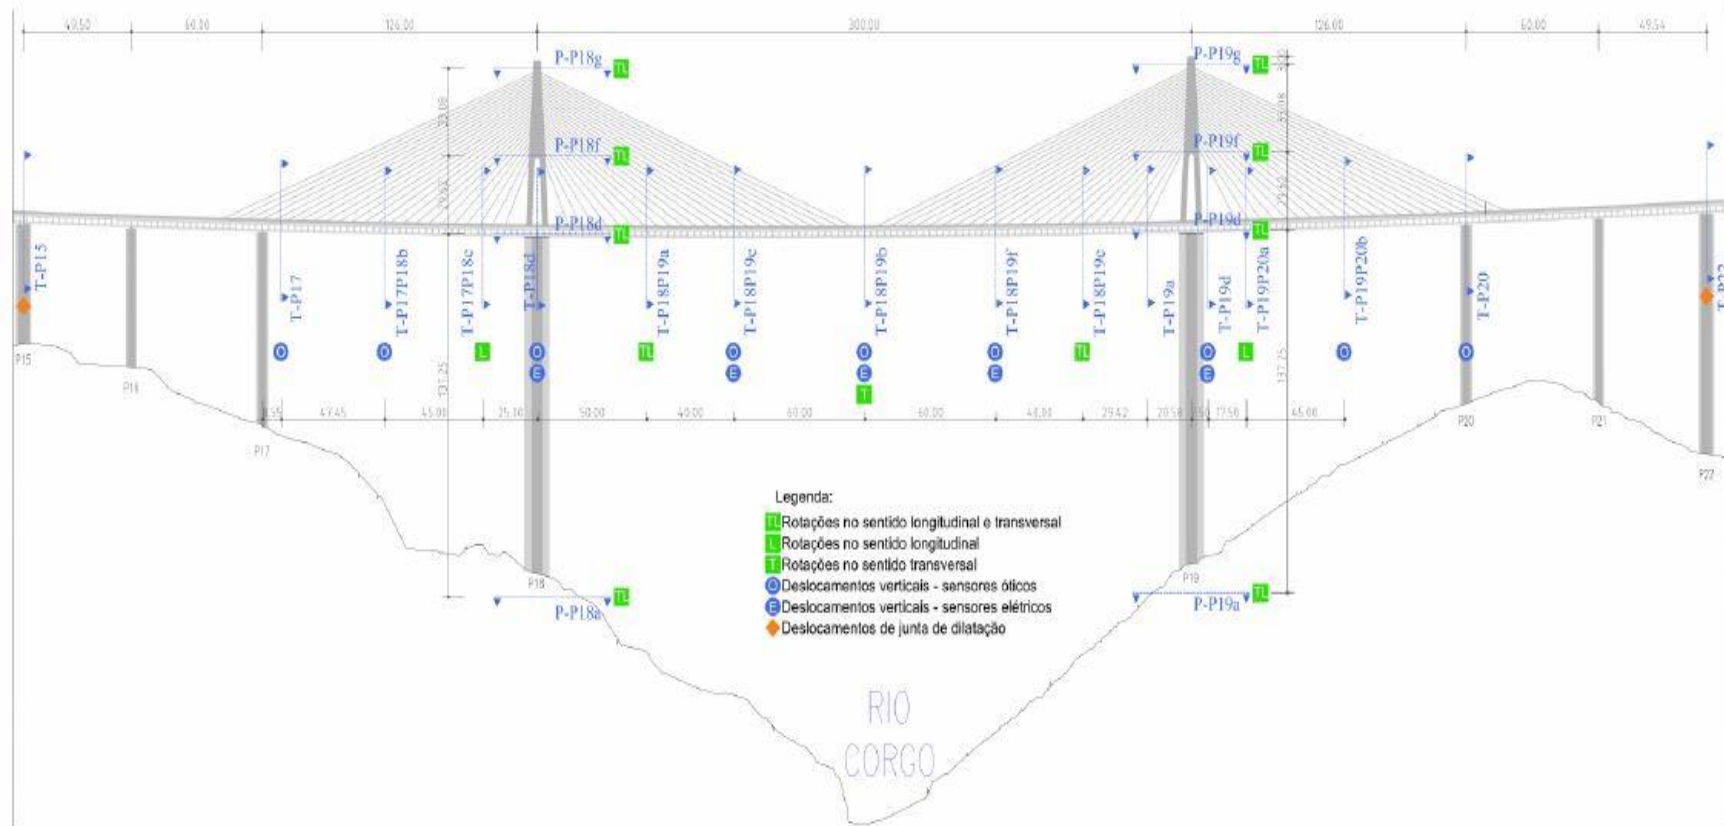 49.50 60.00 126.00 300.00 126.00 60.00 49.54
P-P18g TL P-P19g TL
P-P18f TL P-P19f TL
P-P18d TL P-P19d TL
T-P15
T-P17
T-P17P18b
T-P17P18c
T-P18d
T-P18P19a
T-P18P19e
T-P18P19b
T-P18P19f
T-P18P19c
T-P19a
T-P19d
T-P19P20a
T-P19P20b
T-P20
O O L O TL O O O TL O L O O
E E E E E
T
P15
P17
P18
P19
P20
P21
P22
137.25
137.25
47.45 45.00 25.00 50.00 40.00 60.00 60.00 40.00 29.42 20.58 17.50 45.00
P-P18a TL P-P19a TL
Legenda:
TL Rotações no sentido longitudinal e transversal
L Rotações no sentido longitudinal
T Rotações no sentido transversal
O Deslocamentos verticais - sensores óticos
E Deslocamentos verticais - sensores elétricos
Deslocamentos de junta de dilatação
RIO
CORGO